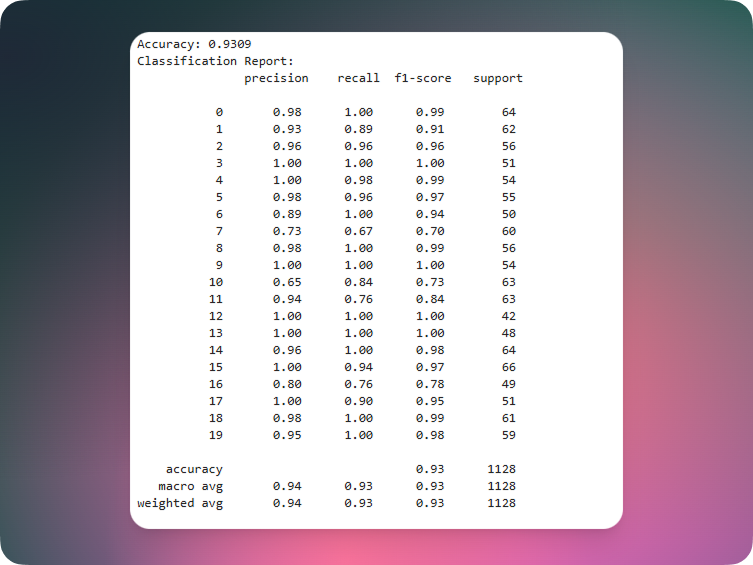 Accuracy: 0.9309
Classification Report:
precision recall f1-score support
0 0.98 1.00 0.99 64
1 0.93 0.89 0.91 62
2 0.96 0.96 0.96 56
3 1.00 1.00 1.00 51
4 1.00 0.98 0.99 54
5 0.98 0.96 0.97 55
6 0.89 1.00 0.94 50
7 0.73 0.67 0.70 60
8 0.98 1.00 0.99 56
9 1.00 1.00 1.00 54
10 0.65 0.84 0.73 63
11 0.94 0.76 0.84 63
12 1.00 1.00 1.00 42
13 1.00 1.00 1.00 48
14 0.96 1.00 0.98 64
15 1.00 0.94 0.97 66
16 0.80 0.76 0.78 49
17 1.00 0.90 0.95 51
18 0.98 1.00 0.99 61
19 0.95 1.00 0.98 59
accuracy 0.93 1128
macro avg 0.94 0.93 0.93 1128
weighted avg 0.94 0.93 0.93 1128